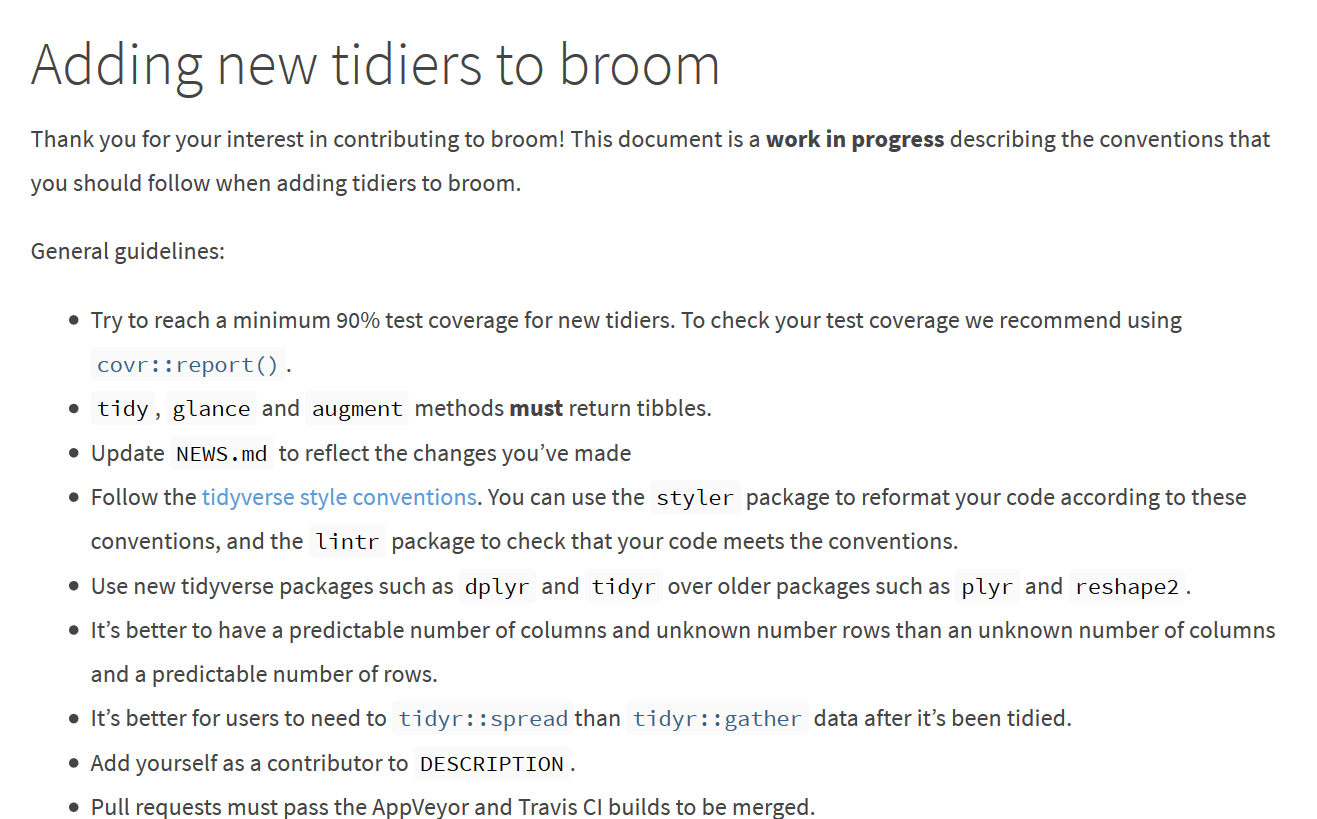 Adding new tidiers to broom
Thank you for your interest in contributing to broom! This document is a work in progress describing the conventions that
you should follow when adding tidiers to broom.
General guidelines:
• Try to reach a minimum 90% test coverage for new tidiers. To check your test coverage we recommend using
covr::report().
• tidy, glance and augment methods must return tibbles.
• Update NEWS.md to reflect the changes you’ve made
• Follow the tidyverse style conventions. You can use the styler package to reformat your code according to these
conventions, and the lintr package to check that your code meets the conventions.
• Use new tidyverse packages such as dplyr and tidyr over older packages such as plyr and reshape2.
• It’s better to have a predictable number of columns and unknown number rows than an unknown number of columns
and a predictable number of rows.
• It’s better for users to need to tidyr::spread than tidyr::gather data after it’s been tidied.
• Add yourself as a contributor to DESCRIPTION.
• Pull requests must pass the AppVeyor and Travis CI builds to be merged.